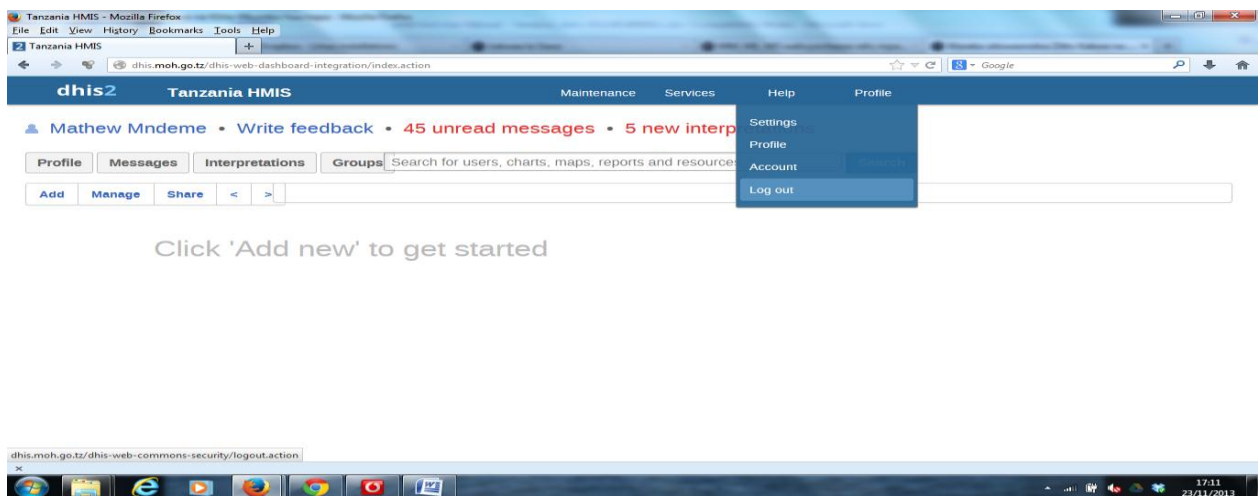 Tanzania HMIS - Mozilla Firefox
File Edit View History Bookmarks Tools Help
Tanzania HMIS +
dhis.moh.go.tz/dhis-web-dashboard-integration/index.action Google
dhis2 Tanzania HMIS Maintenance Services Help Profile
Mathew Mndeme • Write feedback • 45 unread messages • 5 new interpretations
Settings
Profile
Account
Log out
Profile Messages Interpretations Groups Search for users, charts, maps, reports and resource Search
Add Manage Share < >
Click 'Add new' to get started
dhis.moh.go.tz/dhis-web-commons-security/logout.action
×
17:11
23/11/2013